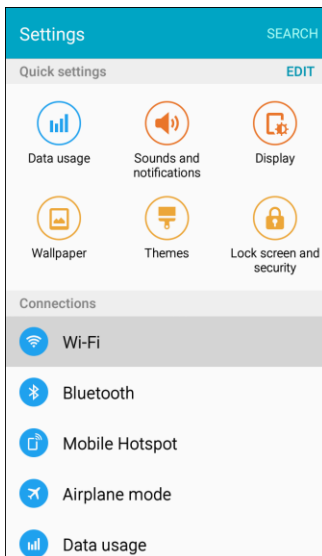 Settings SEARCH
Quick settings EDIT
Data usage
Sounds and
notifications
Display
Wallpaper
Themes
Lock screen and
security
Connections
Wi-Fi
Bluetooth
Mobile Hotspot
Airplane mode
Data usage